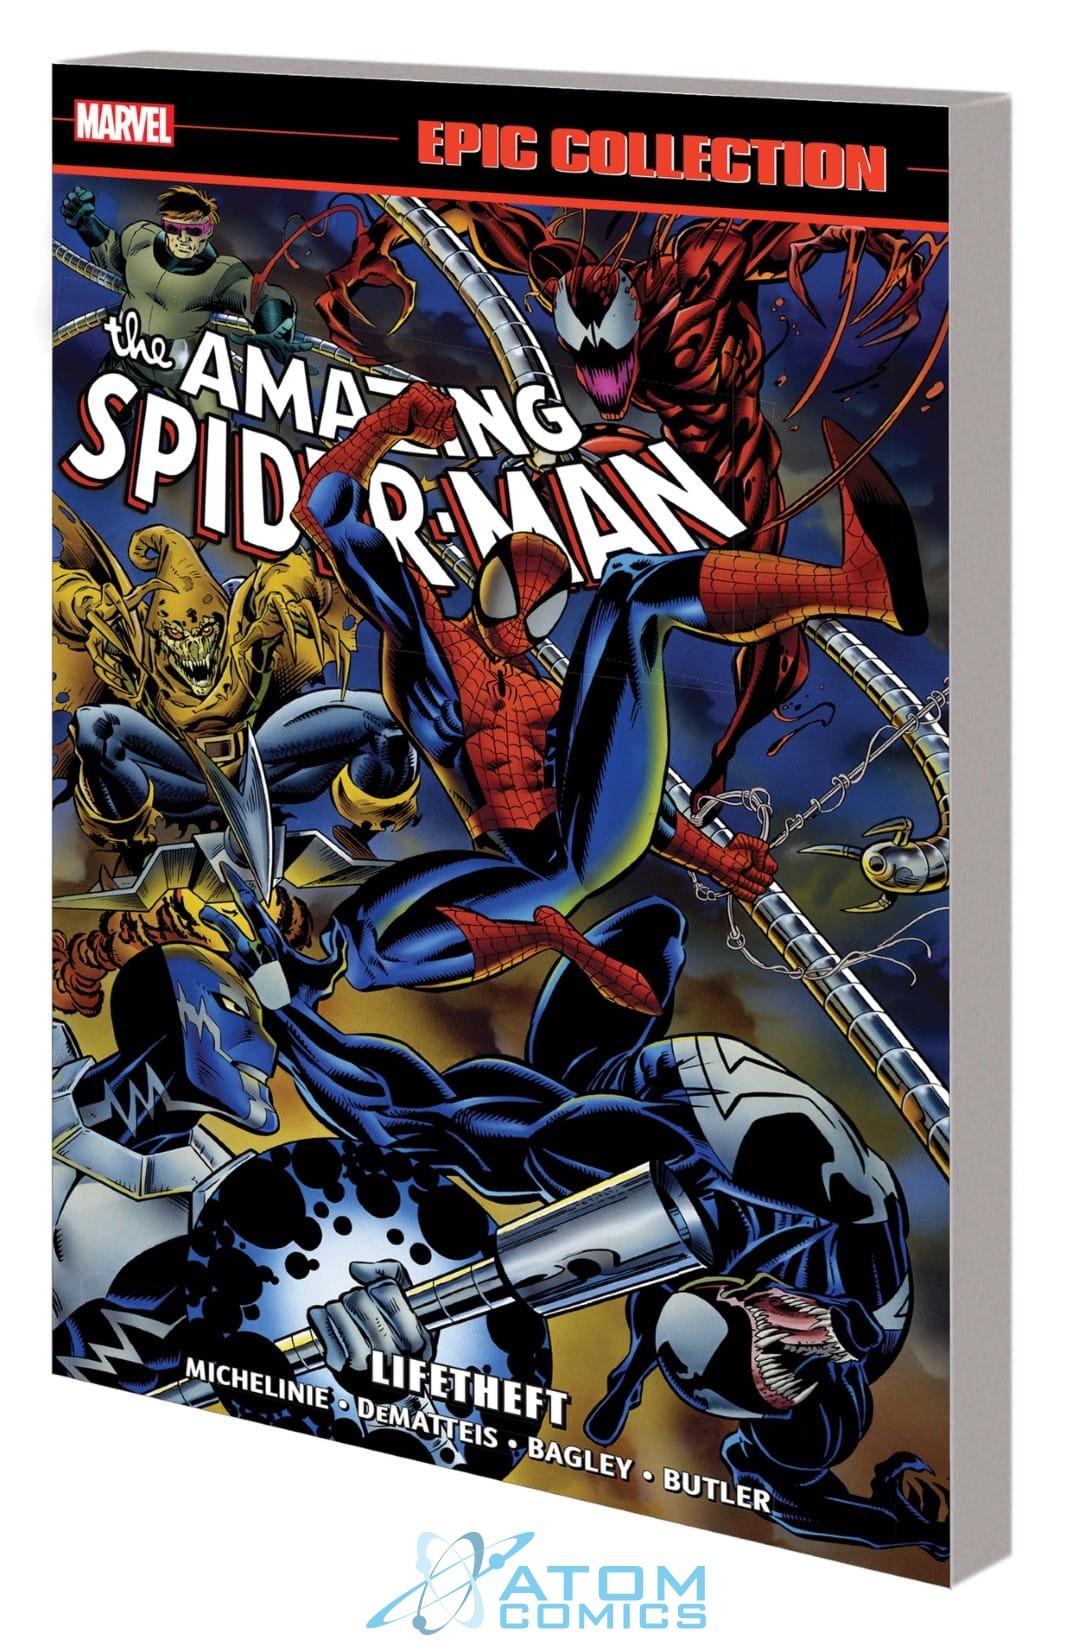 MARVEL
EPIC COLLECTION
the AMAZING
SPIDER-MAN
LIFETHEFT
MICHELINIE • DeMATTEIS • BAGLEY • BUTLER
ATOM
COMICS